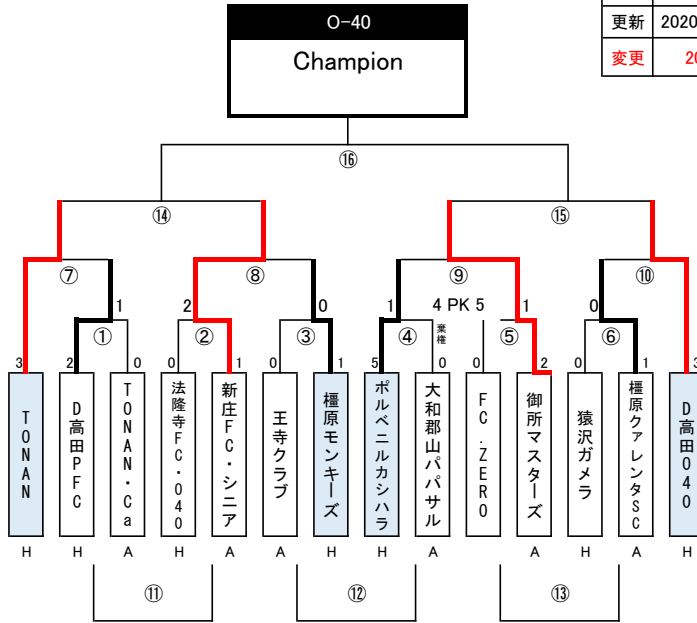 O-40
Champion
更新 2020
変更 20
⑯
⑭ ⑮
⑦ ⑧ ⑨ ⑩
1 2 0 1 4 PK 5 1 0
① ② ③ ④ 棄権 ⑤ ⑥
3 2 0 0 1 0 1 5 0 0 2 0 1 3
TONAN
D高田PFC
TONAN・Ca
法隆寺FC・O40
新庄FC・シニア
王寺クラブ
橿原モンキーズ
ポルベニルカシハラ
大和郡山パパサル
FC.ZERO
御所マスターズ
猿沢ガメラ
橿原クァレンタSC
D高田O40
H H A H A A H H A A H A H
⑪ ⑫ ⑬